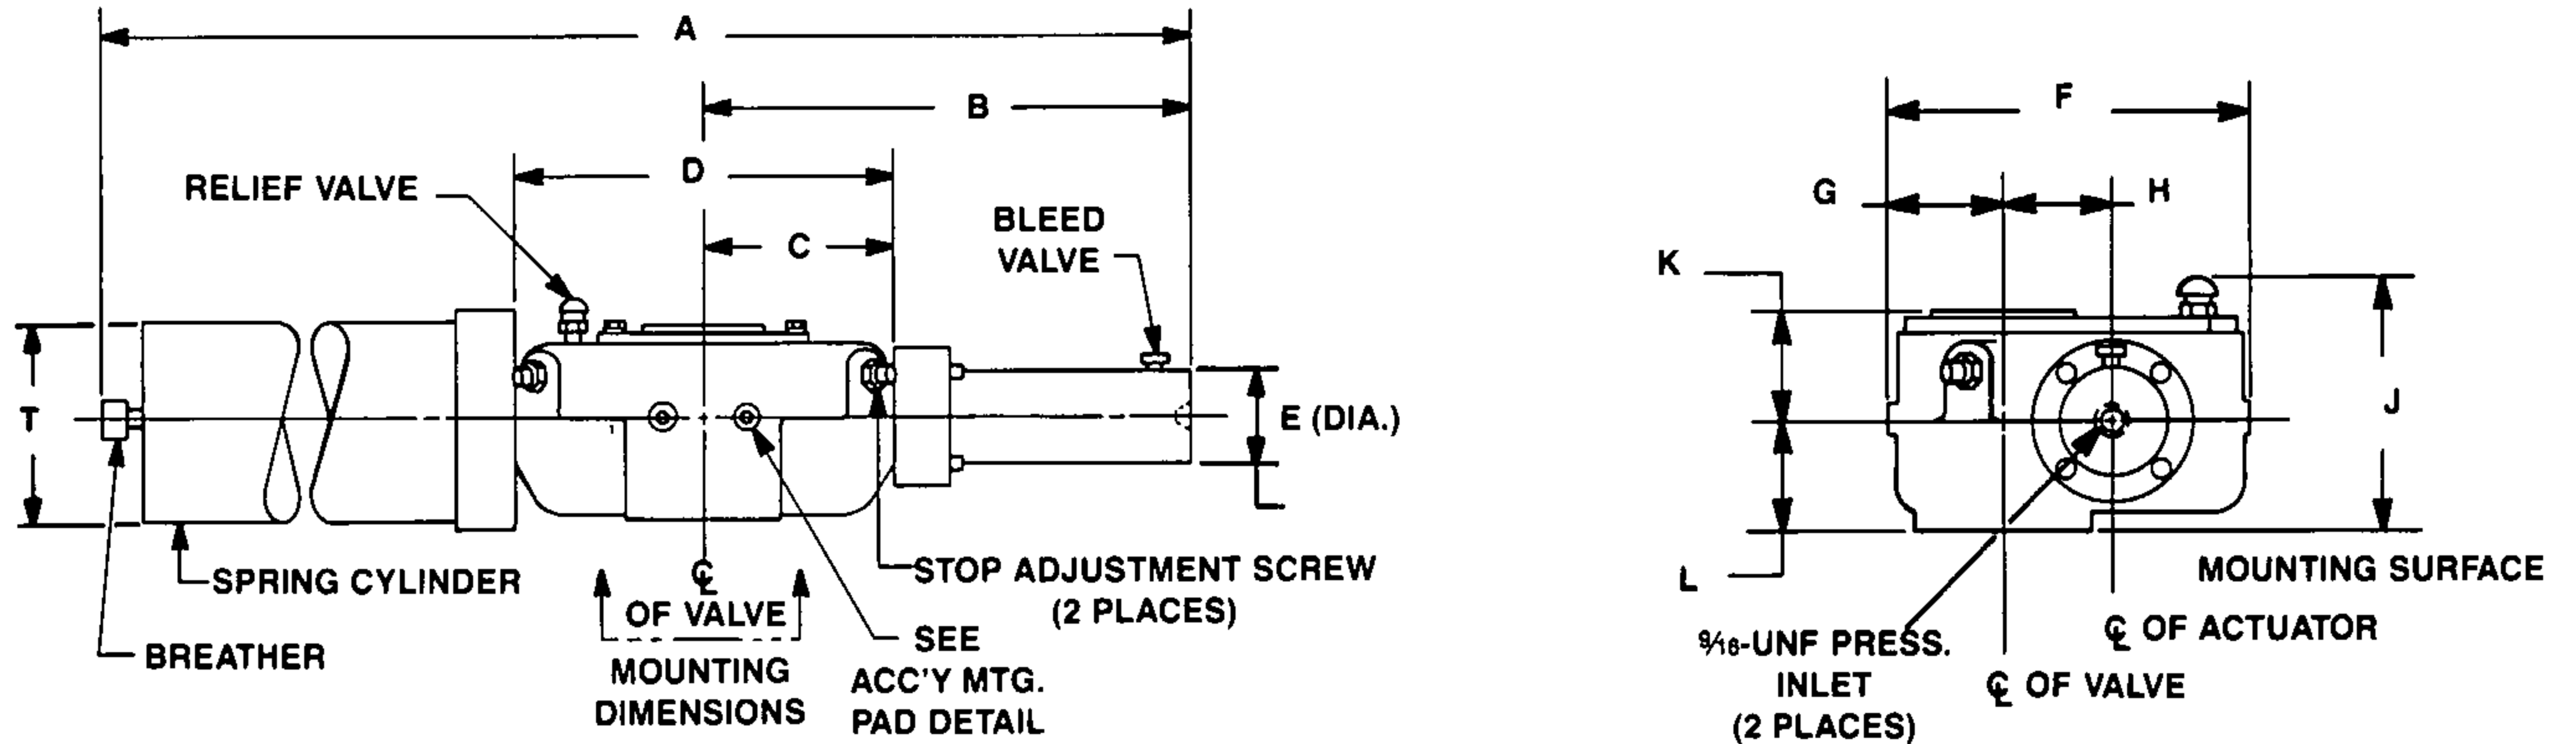 A
B
D
RELIEF VALVE
C
BLEED
VALVE
T
E (DIA.)
SPRING CYLINDER
BREATHER
℄
OF VALVE
MOUNTING
DIMENSIONS
SEE
ACC'Y MTG.
PAD DETAIL
STOP ADJUSTMENT SCREW
(2 PLACES)
F
G
H
K
J
L
MOUNTING SURFACE
℄ OF ACTUATOR
9/16-UNF PRESS.
INLET
(2 PLACES)
℄ OF VALVE